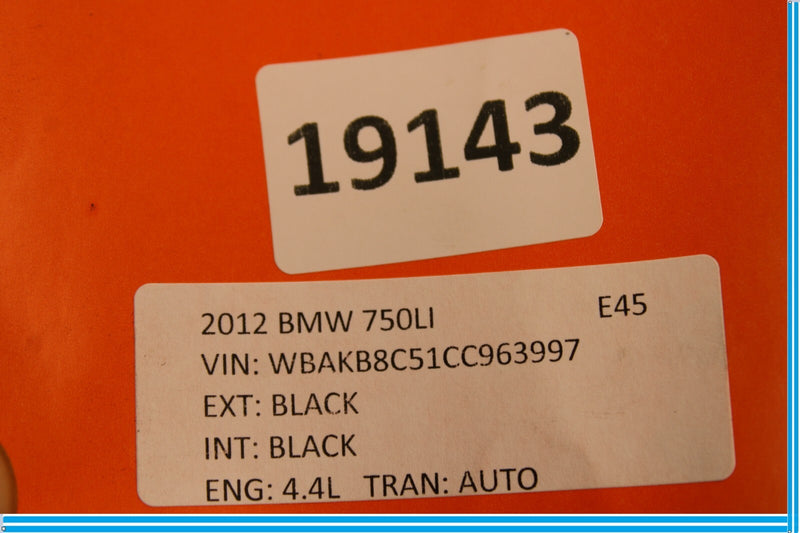 19143
2012 BMW 750LI E45
VIN: WBAKB8C51CC963997
EXT: BLACK
INT: BLACK
ENG: 4.4L TRAN: AUTO